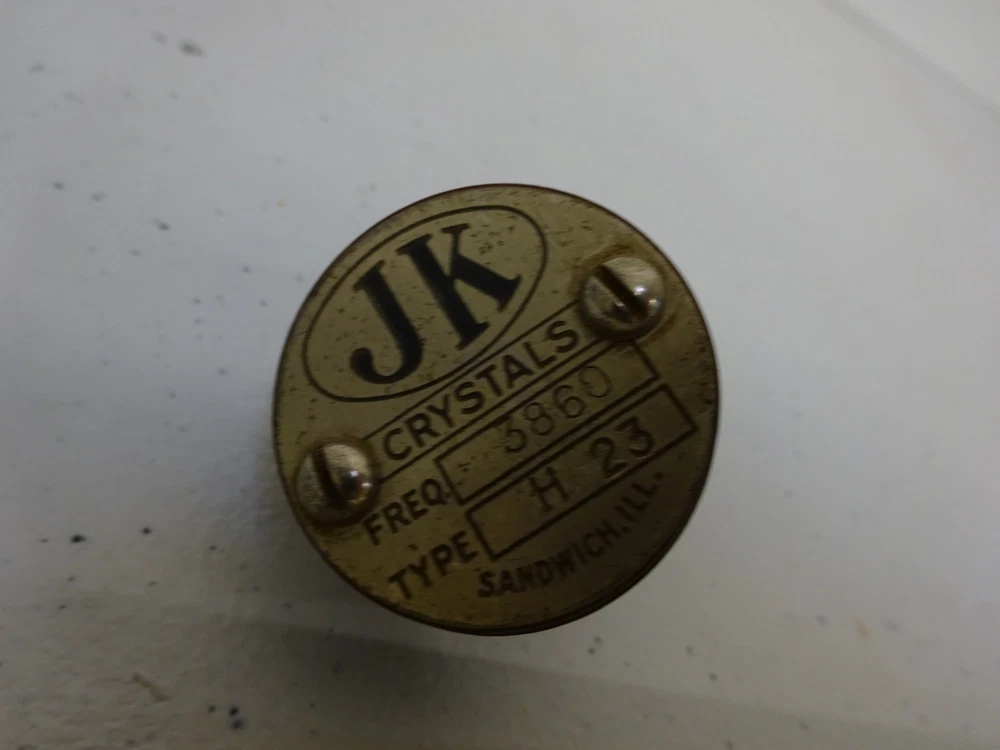 JK
CRYSTALS
FREQ. 3860
TYPE H 23
SANDWICH, ILL.